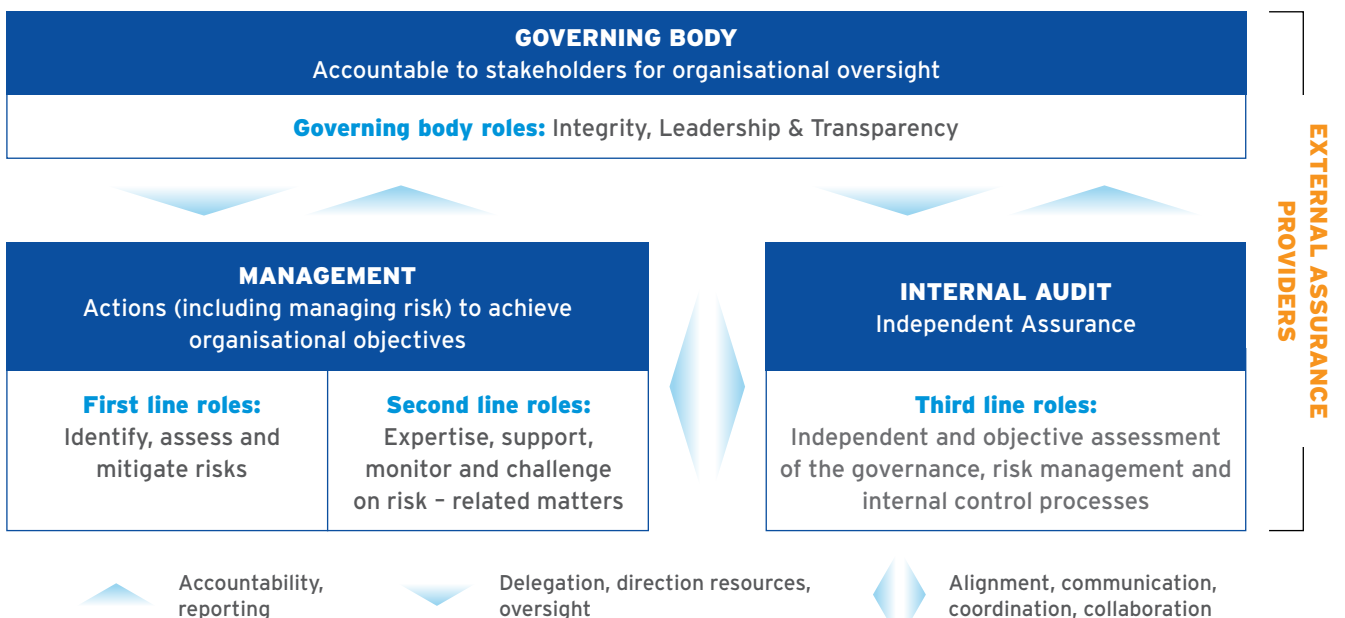 GOVERNING BODY
Accountable to stakeholders for organisational oversight
Governing body roles: Integrity, Leadership & Transparency
MANAGEMENT
Actions (including managing risk) to achieve
organisational objectives
First line roles:
Identify, assess and
mitigate risks
Second line roles:
Expertise, support,
monitor and challenge
on risk – related matters
INTERNAL AUDIT
Independent Assurance
Third line roles:
Independent and objective assessment
of the governance, risk management and
internal control processes
EXTERNAL ASSURANCE
PROVIDERS
Accountability,
reporting
Delegation, direction resources,
oversight
Alignment, communication,
coordination, collaboration